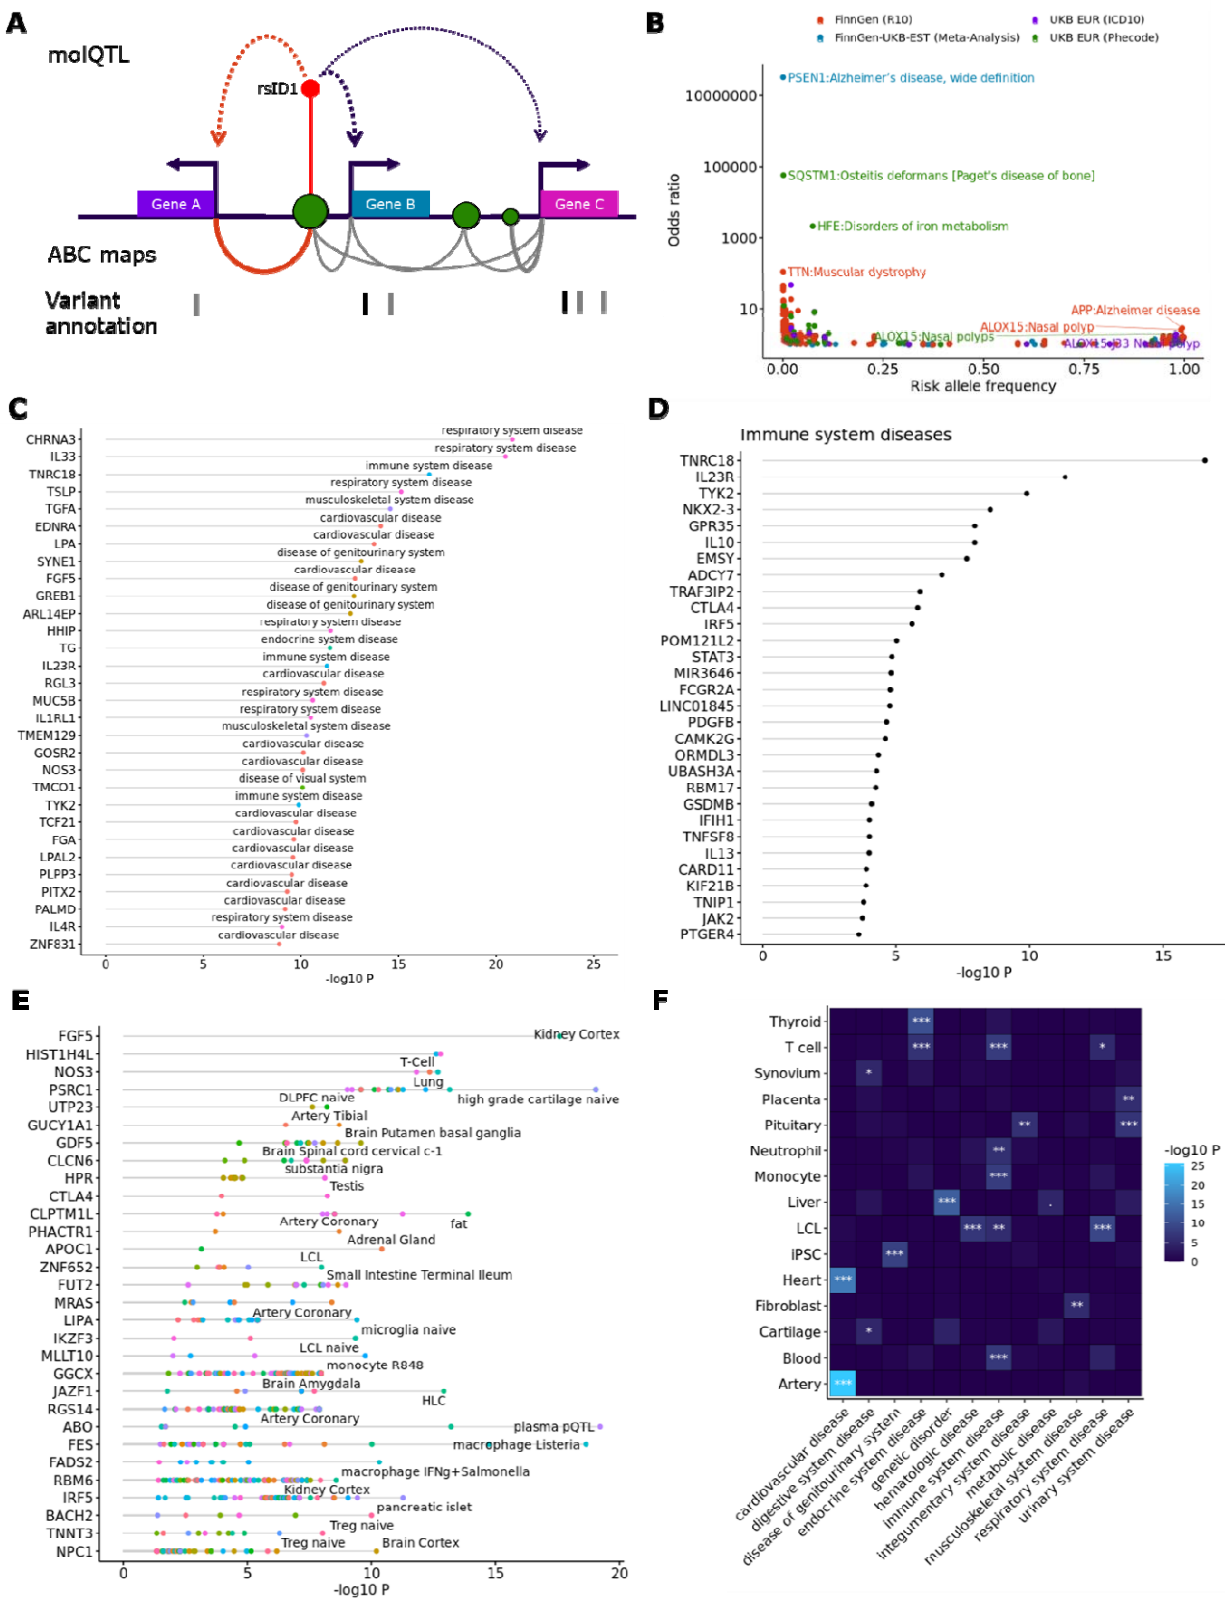 A
molQTL
rsID1
Gene A
Gene B
Gene C
ABC maps
Variant
annotation
B
FinnGen (R10)
UKB EUR (ICD10)
FinnGen-UKB-EST (Meta-Analysis)
UKB EUR (Phecode)
Odds ratio
10000000
100000
1000
10
PSEN1:Alzheimer's disease, wide definition
SQSTM1:Osteitis deformans [Paget's disease of bone]
HFE:Disorders of iron metabolism
TTN:Muscular dystrophy
APP:Alzheimer disease
ALOX15:Nasal polyp
ALOX15:Nasal polyps
ALOX15:J33 Nasal polyp
0.00 0.25 0.50 0.75 1.00
Risk allele frequency
C
CHRNA3 respiratory system disease
IL33 respiratory system disease
TNRC18 immune system disease
TSLP respiratory system disease
TGFA musculoskeletal system disease
EDNRA cardiovascular disease
LPA cardiovascular disease
SYNE1 disease of genitourinary system
FGF5 cardiovascular disease
GREB1 disease of genitourinary system
ARL14EP disease of genitourinary system
HHIP respiratory system disease
TG endocrine system disease
IL23R immune system disease
RGL3 cardiovascular disease
MUC5B respiratory system disease
IL1RL1 respiratory system disease
TMEM129 musculoskeletal system disease
GOSR2 cardiovascular disease
NOS3 cardiovascular disease
TMCO1 disease of visual system
TYK2 immune system disease
TCF21 cardiovascular disease
FGA cardiovascular disease
LPAL2 cardiovascular disease
PLPP3 cardiovascular disease
PITX2 cardiovascular disease
PALMD cardiovascular disease
IL4R respiratory system disease
ZNF831 cardiovascular disease
0 5 10 15 20 25
-log10 P
D
Immune system diseases
TNRC18
IL23R
TYK2
NKX2-3
GPR35
IL10
EMSY
ADCY7
TRAF3IP2
CTLA4
IRF5
POM121L2
STAT3
MIR3646
FCGR2A
LINC01845
PDGFB
CAMK2G
ORMDL3
UBASH3A
RBM17
GSDMB
IFIH1
TNFSF8
IL13
CARD11
KIF21B
TNIP1
JAK2
PTGER4
0 5 10 15
-log10 P
E
FGF5 Kidney Cortex
HIST1H4L
T-Cell
NOS3
Lung
PSRC1
high grade cartilage naive
DLPFC naive
UTP23
Artery Tibial
GUCY1A1
Brain Putamen basal ganglia
GDF5
Brain Spinal cord cervical c-1
CLCN6
substantia nigra
HPR
Testis
CTLA4
CLPTM1L
Artery Coronary fat
PHACTR1
Adrenal Gland
APOC1
LCL
ZNF652
Small Intestine Terminal Ileum
FUT2
MRAS
Artery Coronary
LIPA
microglia naive
IKZF3
LCL naive
MLLT10
monocyte R848
GGCX
Brain Amygdala
JAZF1
HLC
RGS14
Artery Coronary
ABO plasma pQTL
FES macrophage Listeria
FADS2
macrophage IFNg+Salmonella
RBM6
Kidney Cortex
IRF5
pancreatic islet
BACH2
Treg naive
TNNT3
Treg naive Brain Cortex
NPC1
0 5 10 15 20
-log10 P
F
Thyroid ***
T cell *** *** *
Synovium *
Placenta **
Pituitary ** ***
Neutrophil **
Monocyte ***
Liver *** .
LCL *** ** ***
iPSC ***
Heart ***
Fibroblast **
Cartilage *
Blood ***
Artery ***
-log10 P
25
20
15
10
5
0
cardiovascular disease
digestive system disease
disease of genitourinary system
endocrine system disease
genetic disorder
hematologic disease
immune system disease
integumentary system disease
metabolic disease
musculoskeletal system disease
respiratory system disease
urinary system disease